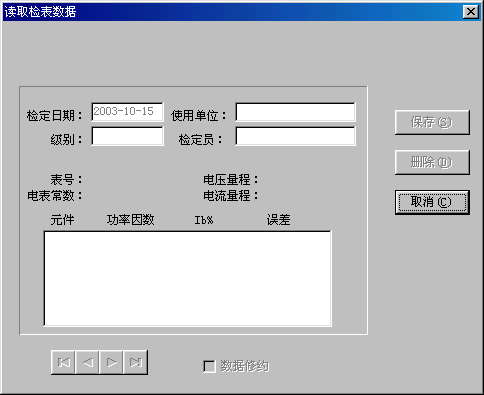 读取检表数据
检定日期： 2003-10-15 使用单位：
级别： 检定员：
保存(S)
删除(D)
取消(C)
表号： 电压量程：
电表常数： 电流量程：
元件 功率因数 Ib% 误差
数据修约